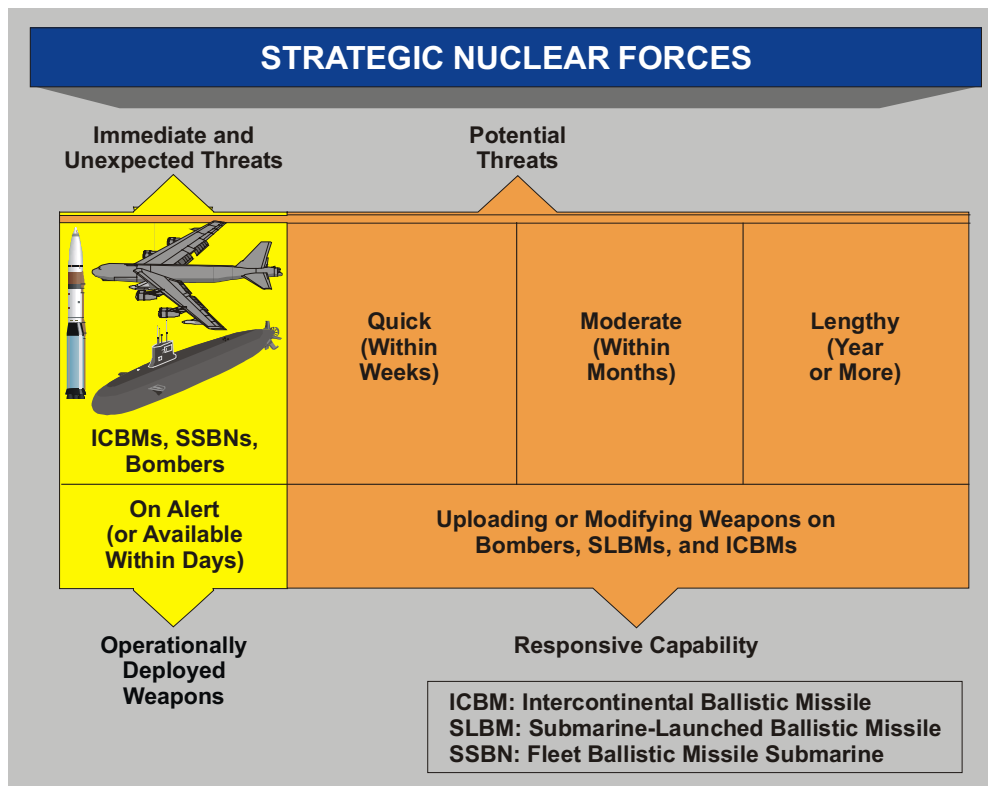 STRATEGIC NUCLEAR FORCES
Immediate and
Unexpected Threats
Potential
Threats
ICBMs, SSBNs,
Bombers
Quick
(Within
Weeks)
Moderate
(Within
Months)
Lengthy
(Year
or More)
On Alert
(or Available
Within Days)
Uploading or Modifying Weapons on
Bombers, SLBMs, and ICBMs
Operationally
Deployed
Weapons
Responsive Capability
ICBM: Intercontinental Ballistic Missile
SLBM: Submarine-Launched Ballistic Missile
SSBN: Fleet Ballistic Missile Submarine